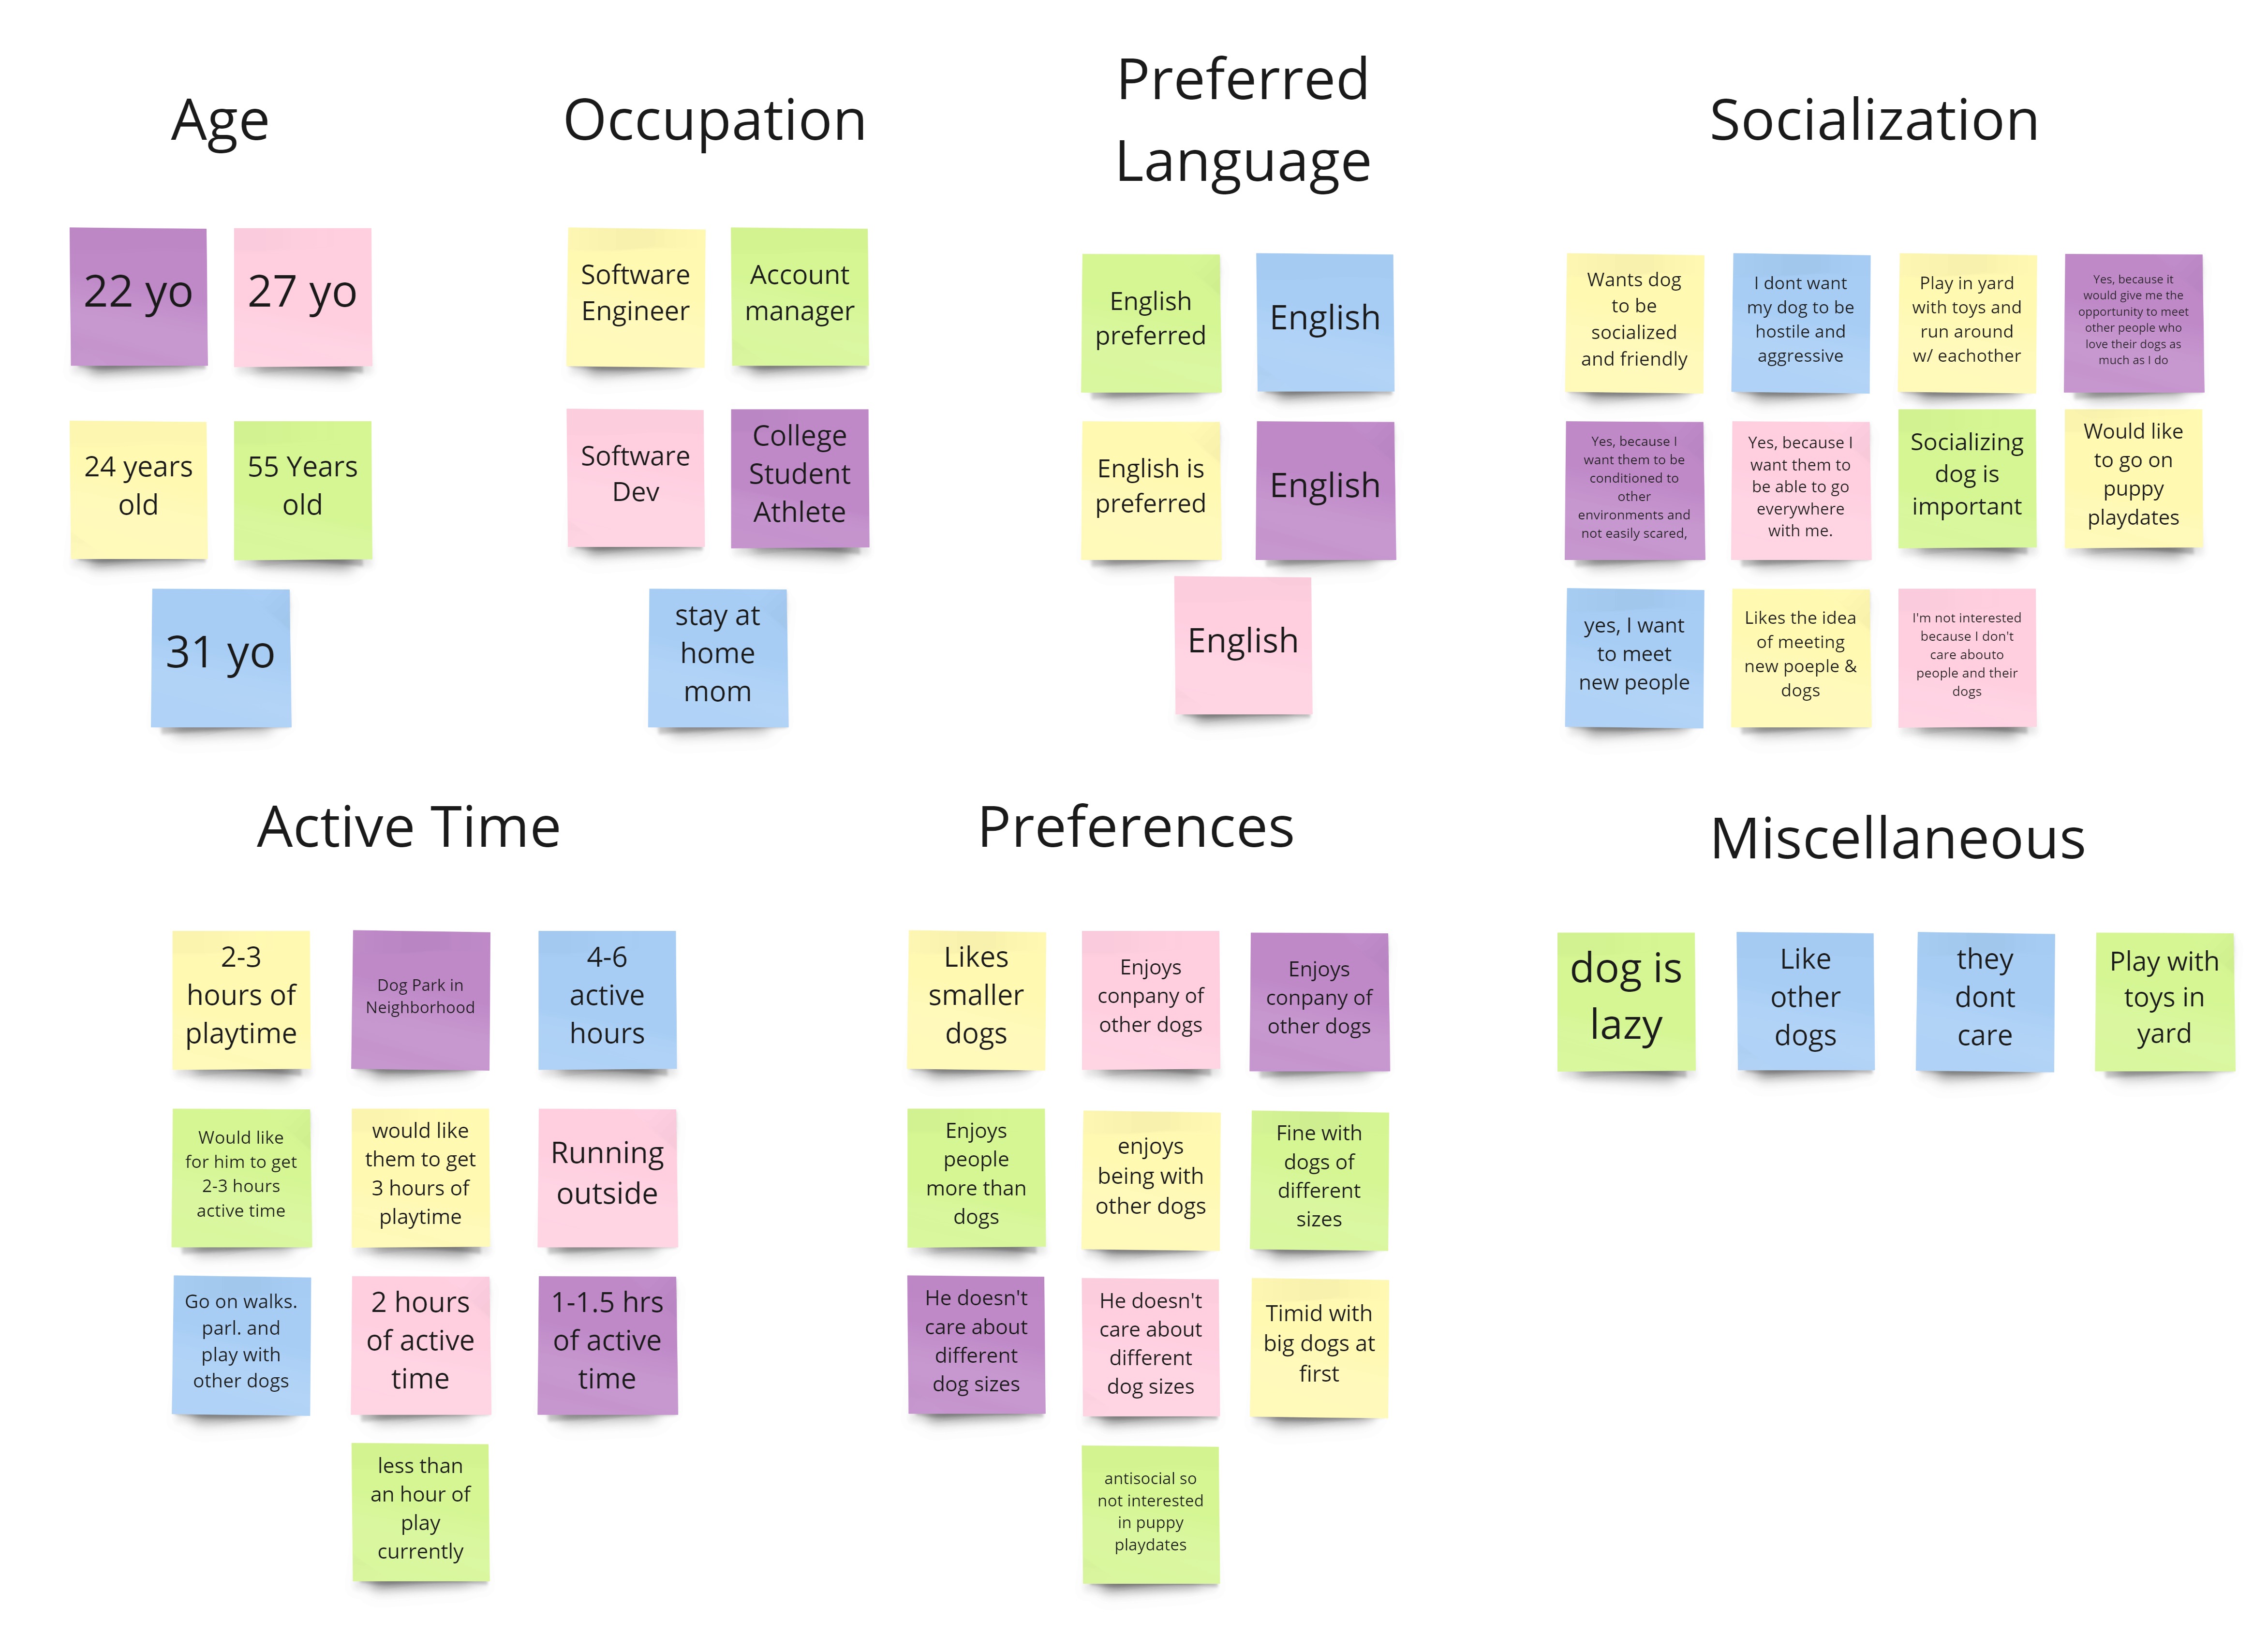 Age
22 yo
27 yo
24 years
old
55 Years
old
31 yo
Occupation
Software
Engineer
Account
manager
Software
Dev
College
Student
Athlete
stay at
home
mom
Preferred
Language
English
preferred
English
English is
preferred
English
English
Socialization
Wants dog
to be
socialized
and friendly
I dont want
my dog to be
hostile and
aggressive
Play in yard
with toys and
run around
w/ eachother
Yes, because it
would give me the
opportunity to meet
other people who
love their dogs as
much as I do
Yes, because I
want them to be
conditioned to
other
environments and
not easily scared,
Yes, because I
want them to
be able to go
everywhere
with me.
Socializing
dog is
important
Would like
to go on
puppy
playdates
yes, I want
to meet
new people
Likes the idea
of meeting
new poeple &
dogs
I'm not interested
because I don't
care abouto
people and their
dogs
Active Time
2-3
hours of
playtime
Dog Park in
Neighborhood
4-6
active
hours
Would like
for him to get
2-3 hours
active time
would like
them to get
3 hours of
playtime
Running
outside
Go on walks.
parl. and
play with
other dogs
2 hours
of active
time
1-1.5 hrs
of active
time
less than
an hour of
play
currently
Preferences
Likes
smaller
dogs
Enjoys
conpany of
other dogs
Enjoys
conpany of
other dogs
Enjoys
people
more than
dogs
enjoys
being with
other dogs
Fine with
dogs of
different
sizes
He doesn't
care about
different
dog sizes
He doesn't
care about
different
dog sizes
Timid with
big dogs at
first
antisocial so
not interested
in puppy
playdates
Miscellaneous
dog is
lazy
Like
other
dogs
they
dont
care
Play with
toys in
yard